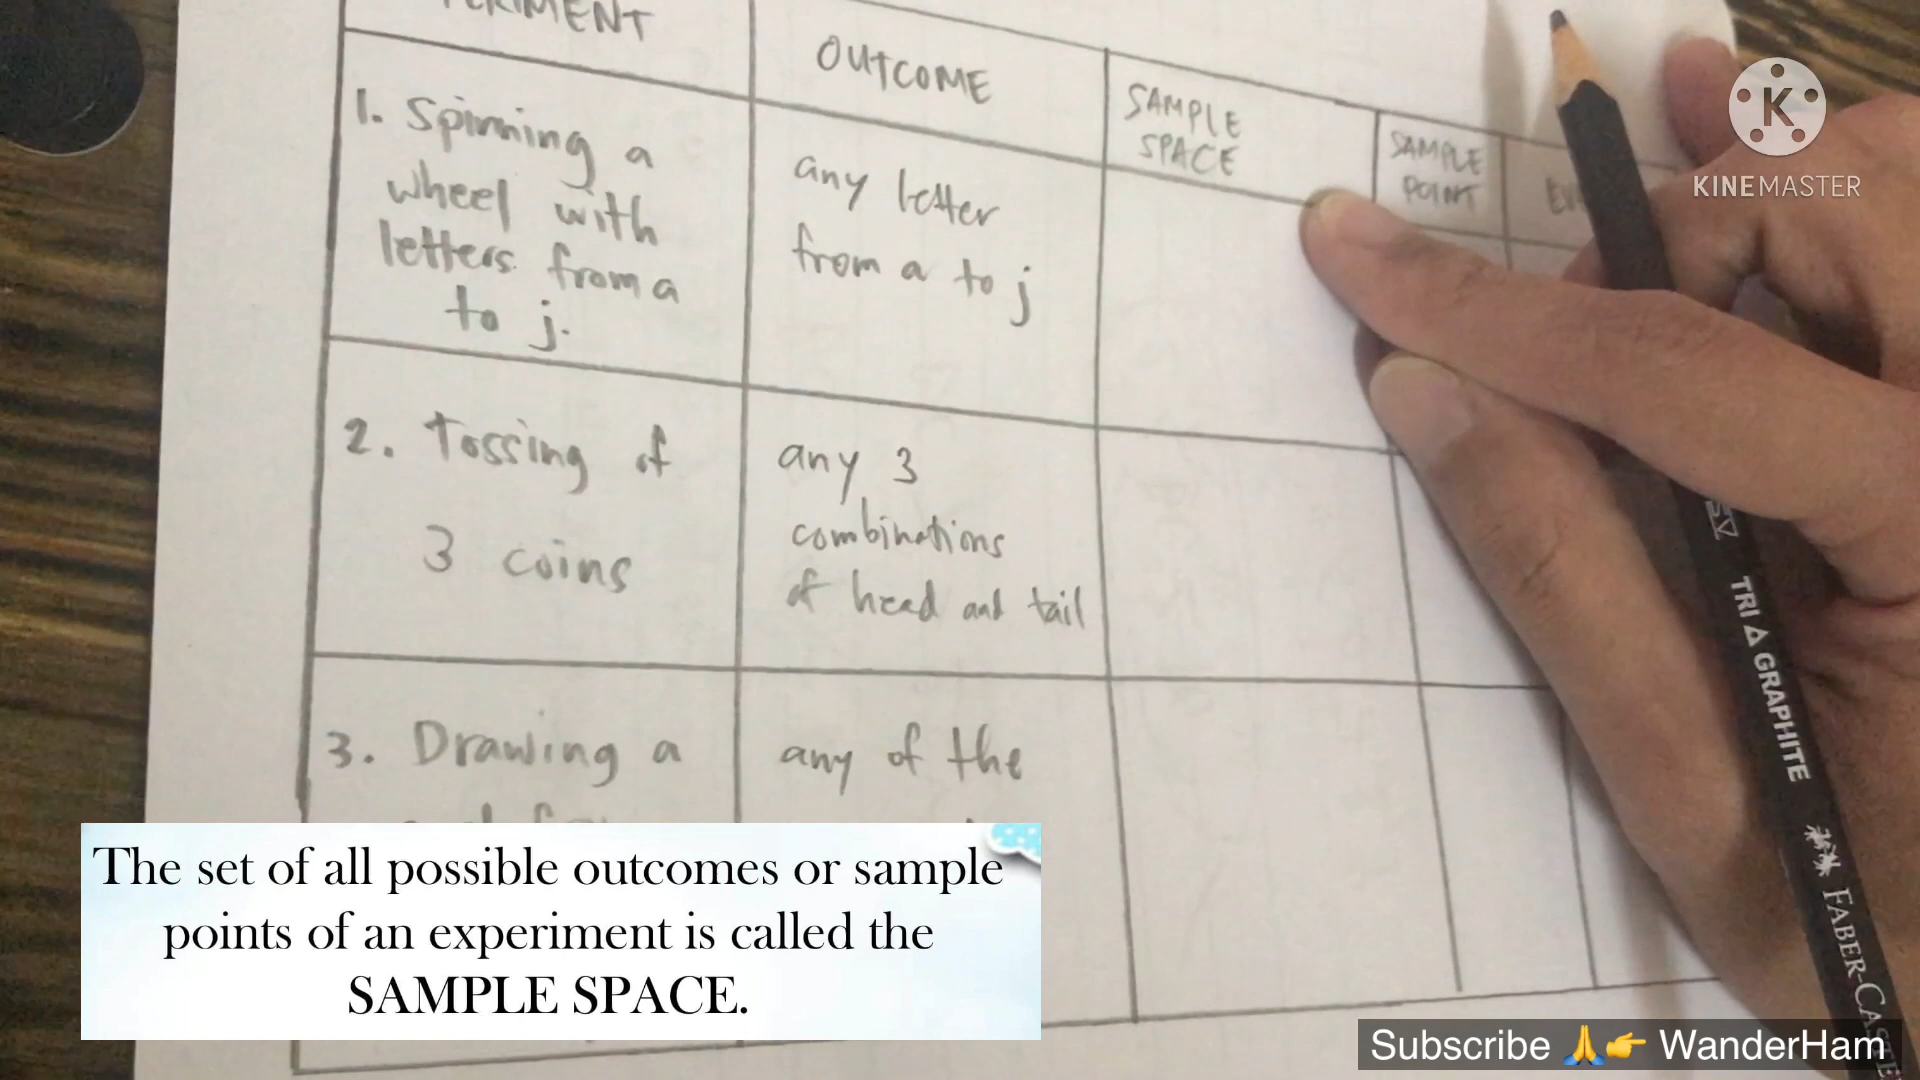 OUTCOME
SAMPLE
SPACE
SAMPLE
POINT
1. Spinning a
wheel with
letters from a
to j.
any letter
from a to j
2. Tossing of
3 coins
any 3
combinations
of head and tail
3. Drawing a
any of the
The set of all possible outcomes or sample
points of an experiment is called the
SAMPLE SPACE.
KINEMASTER
TRI GRAPHITE
FABER-CASTE
Subscribe 🙏👉 WanderHam